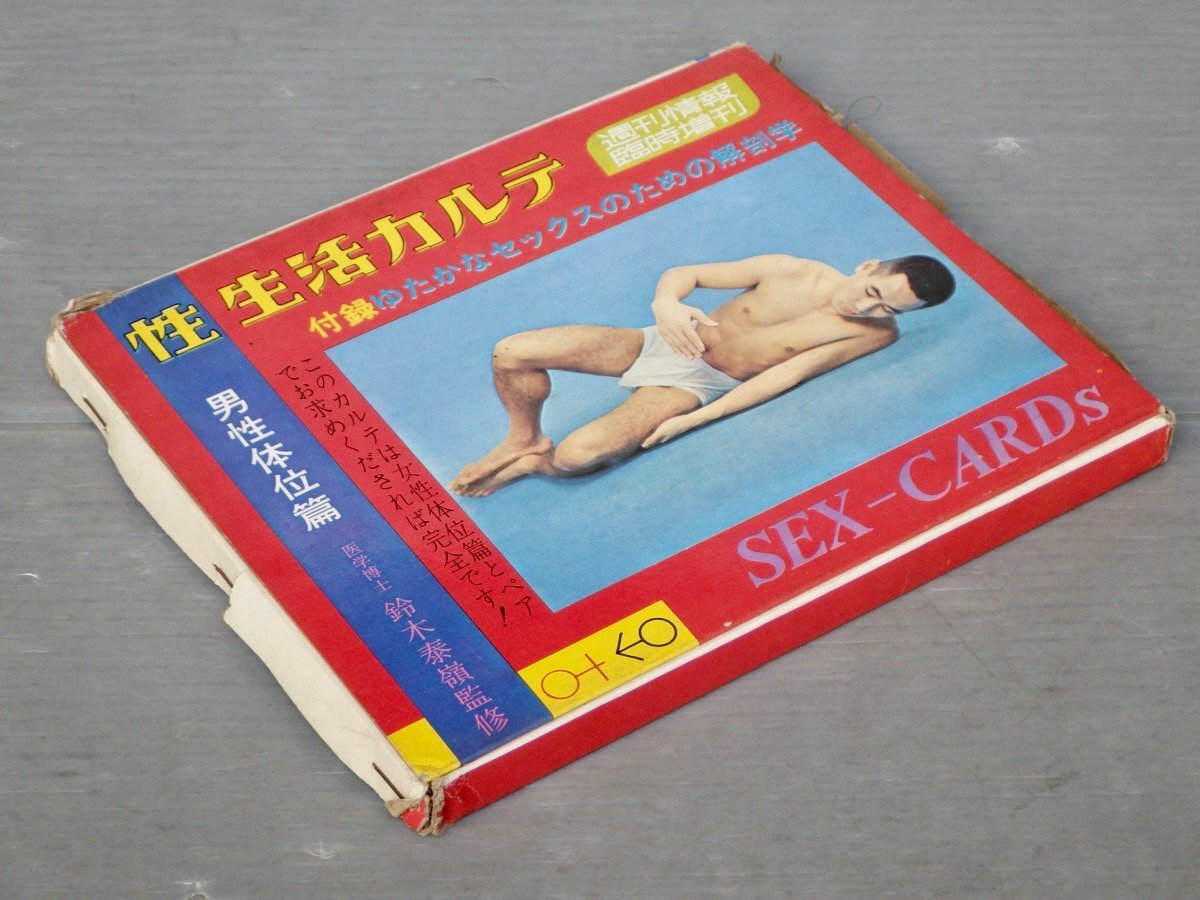 週刊情報
臨時増刊
性生活カルテ
付録ゆたかなセックスのための解剖学
このカルテは女性体位篇とペア
でお求めくだされば完全です!
男性体位篇
医学博士 鈴木泰嶺監修
SEX-CARDs